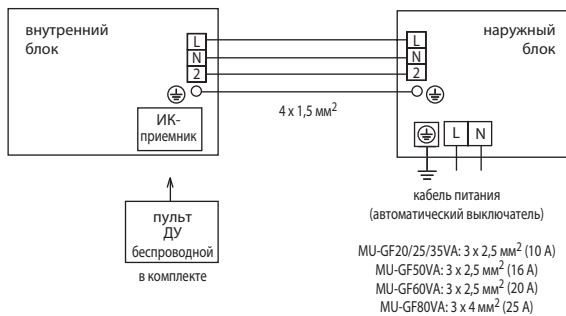 внутренний
блок
L
N
2
ИК-
приемник
4 x 1,5 мм²
пульт
ДУ
беспроводной
в комплекте
наружный
блок
L
N
2
L N
кабель питания
(автоматический выключатель)
MU-GF20/25/35VA: 3 x 2,5 мм² (10 А)
MU-GF50VA: 3 x 2,5 мм² (16 А)
MU-GF60VA: 3 x 2,5 мм² (20 А)
MU-GF80VA: 3 x 4 мм² (25 А)